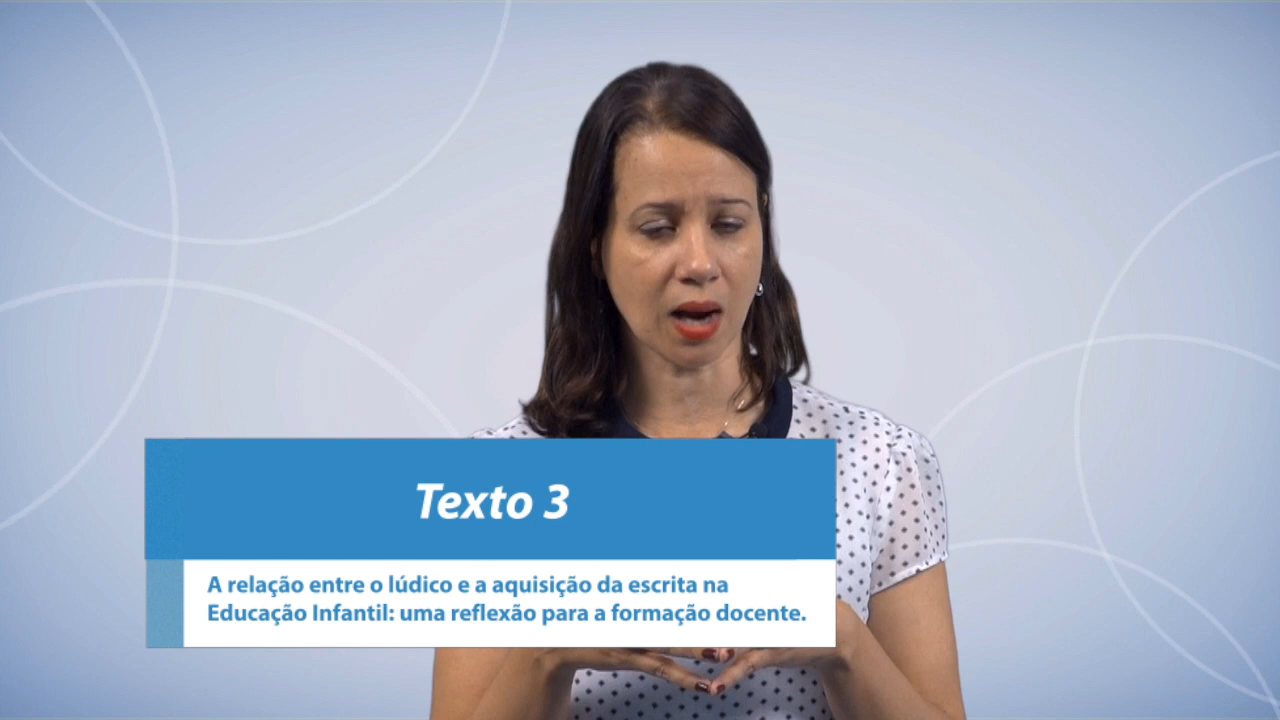 Texto 3
A relação entre o lúdico e a aquisição da escrita na
Educação Infantil: uma reflexão para a formação docente.